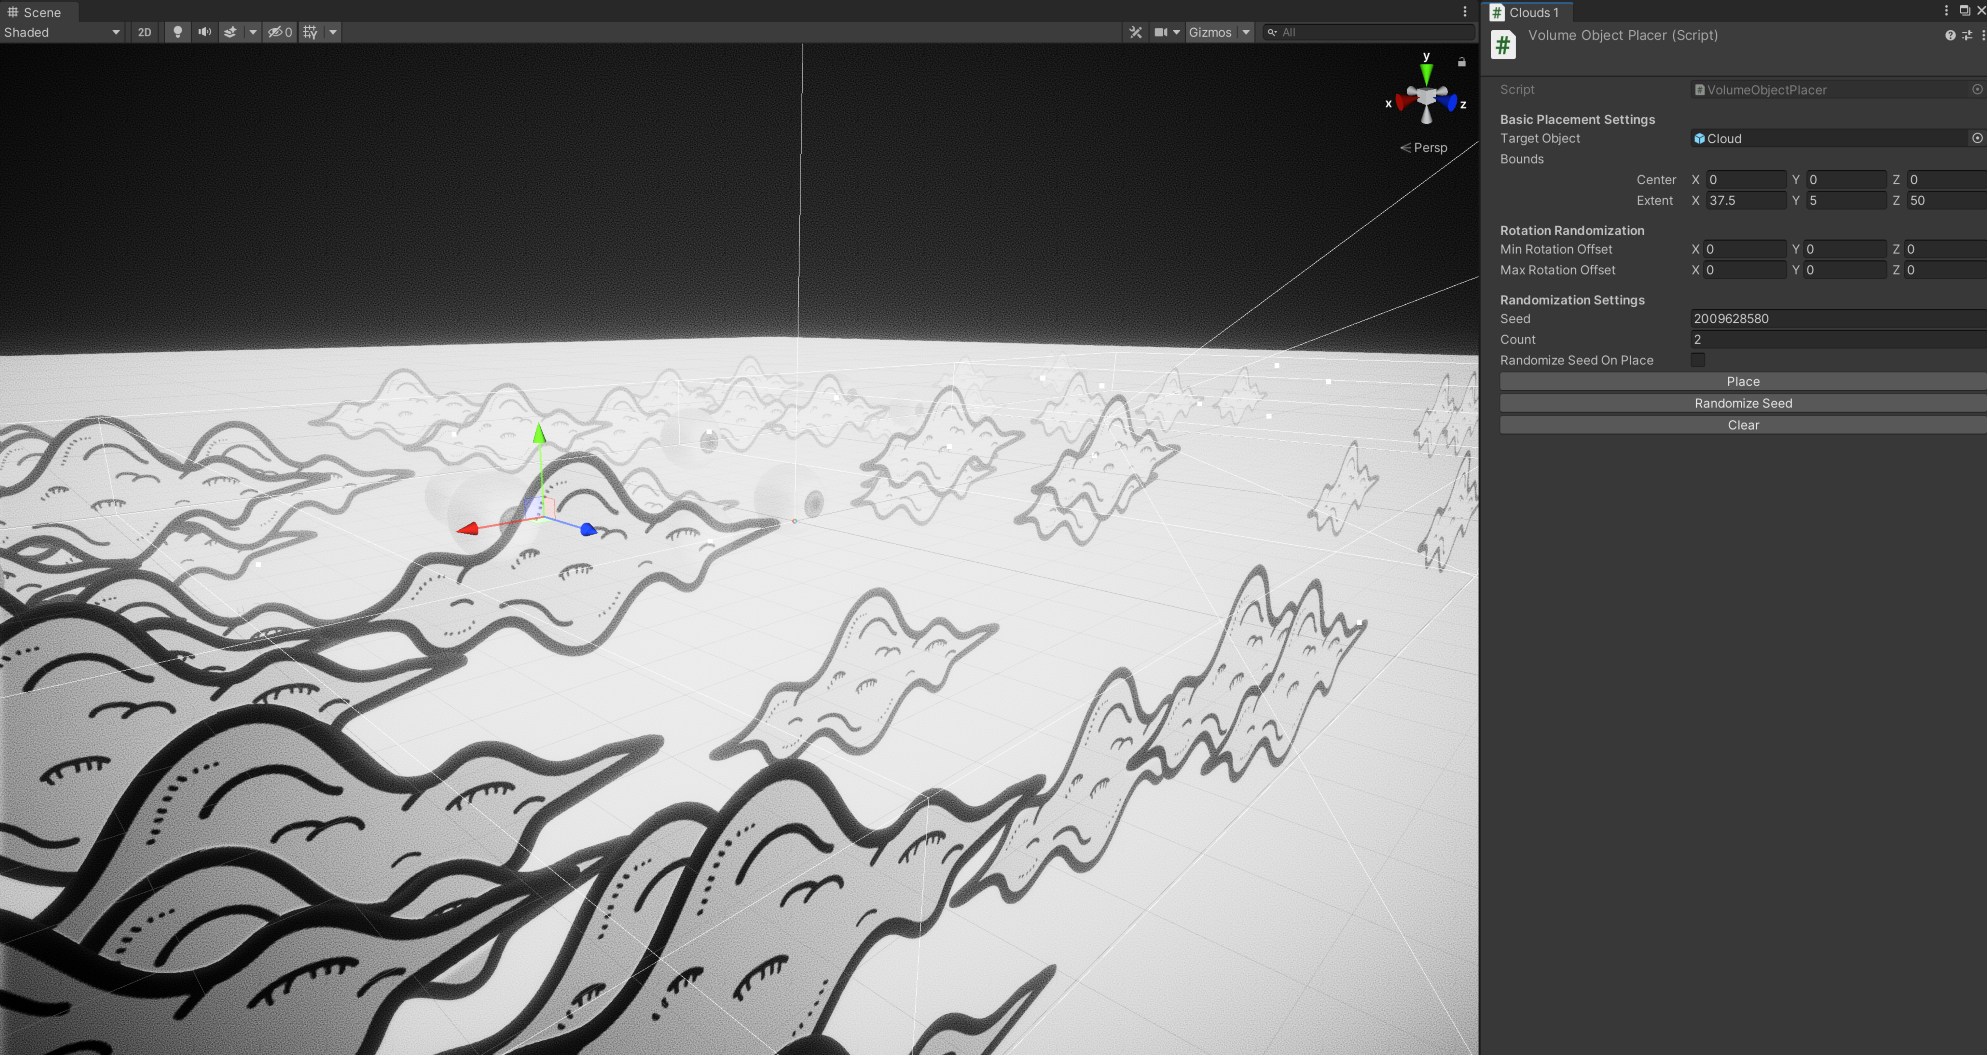 Scene
Shaded 2D 0 Gizmos All
y
x z
Persp
Clouds 1
# Volume Object Placer (Script)
Script # VolumeObjectPlacer
Basic Placement Settings
Target Object Cloud
Bounds
Center X 0 Y 0 Z 0
Extent X 37.5 Y 5 Z 50
Rotation Randomization
Min Rotation Offset X 0 Y 0 Z 0
Max Rotation Offset X 0 Y 0 Z 0
Randomization Settings
Seed 2009628580
Count 2
Randomize Seed On Place
Place
Randomize Seed
Clear